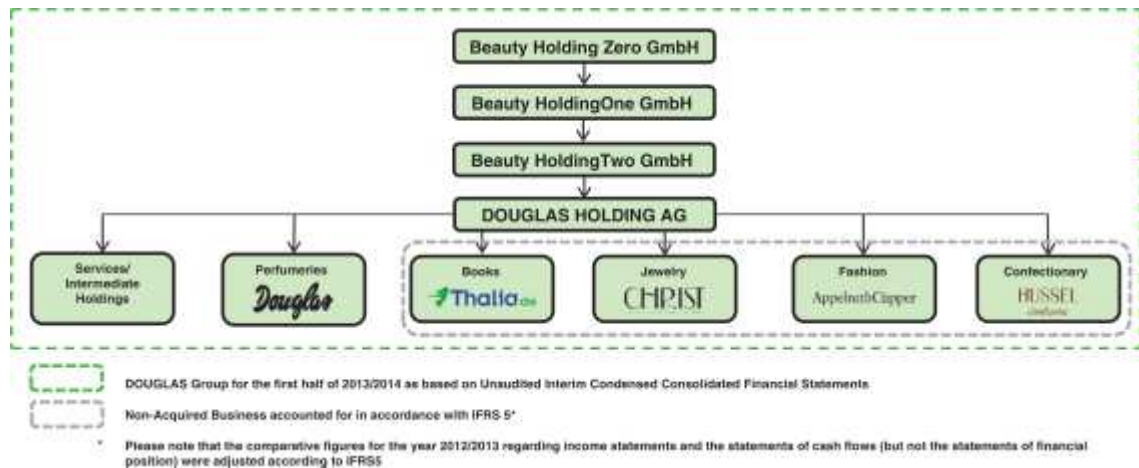 Beauty Holding Zero GmbH
Beauty HoldingOne GmbH
Beauty HoldingTwo GmbH
DOUGLAS HOLDING AG
Services/
Intermediate
Holdings
Perfumeries
Douglas
Books
Thalia.de
Jewelry
CHRIST
Fashion
AppelrathCüpper
Confectionary
HUSSEL
DOUGLAS Group for the first half of 2013/2014 as based on Unsaudited Interim Condensed Consolidated Financial Statements
Non-Acquired Business accounted for in accordance with IFRS 5*
* Please note that the comparative figures for the year 2012/2013 regarding income statements and the statements of cash flows (but not the statements of financial
position) were adjusted according to IFRS5